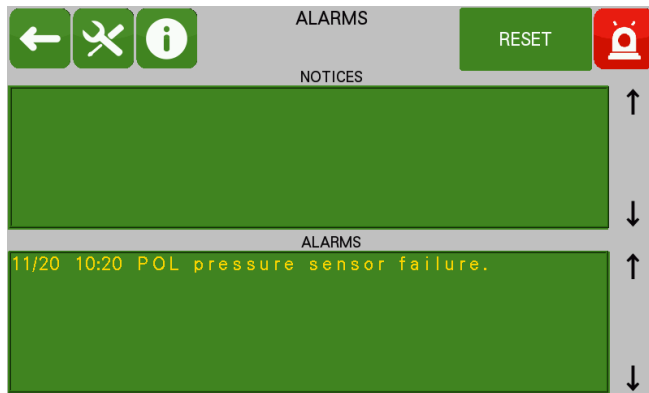 ALARMS
RESET
NOTICES
ALARMS
11/20 10:20 POL pressure sensor failure.